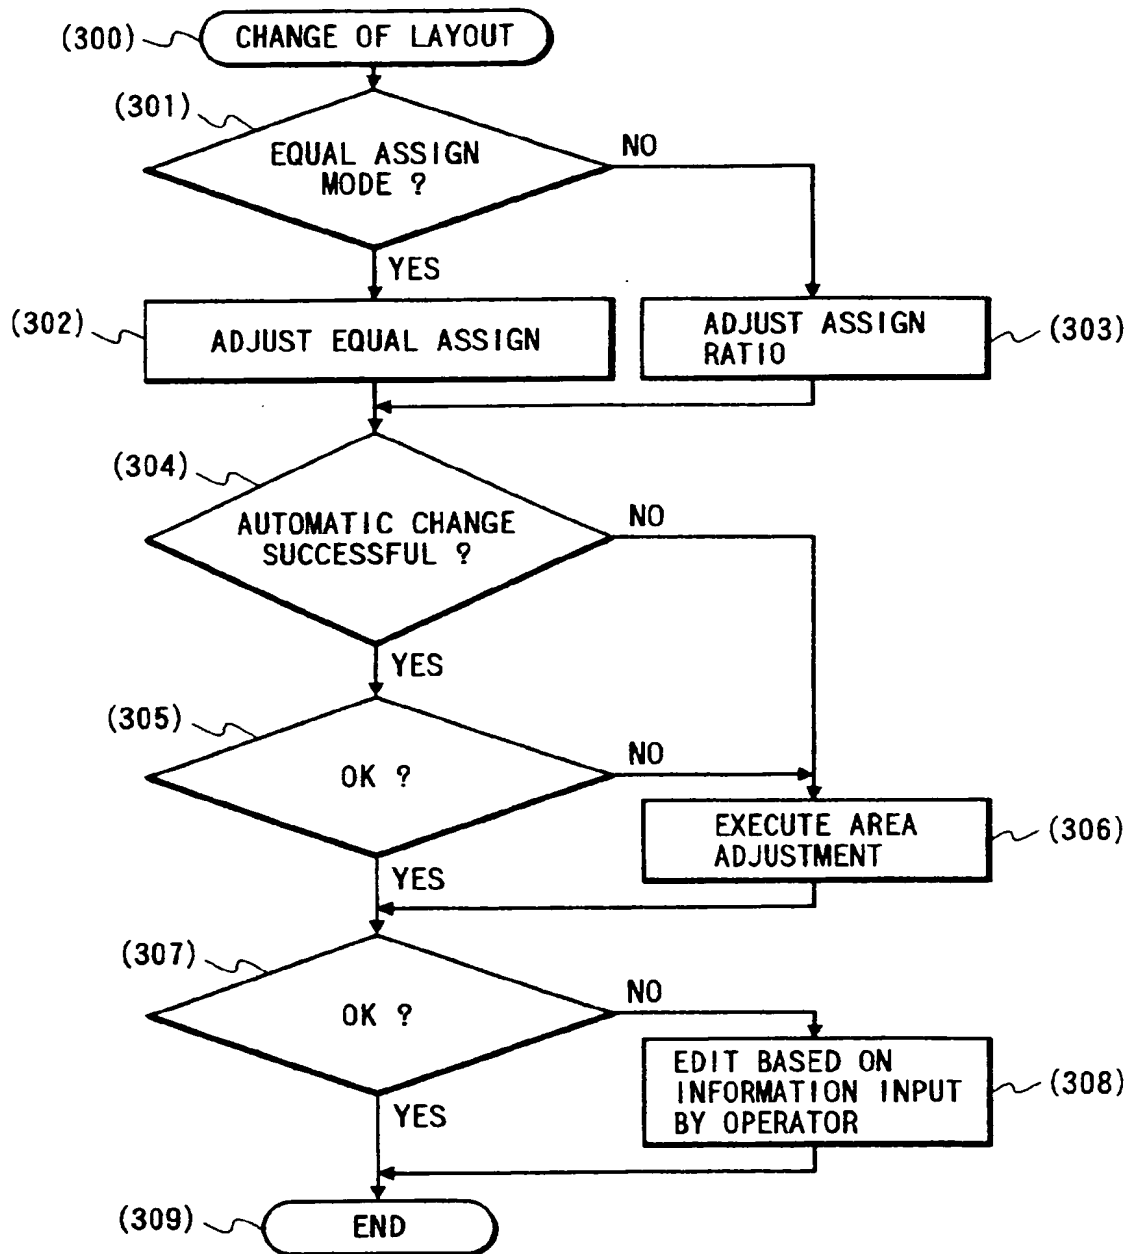 (300)
CHANGE OF LAYOUT
(301)
EQUAL ASSIGN
MODE ?
NO
YES
(302)
ADJUST EQUAL ASSIGN
ADJUST ASSIGN
RATIO
(303)
(304)
AUTOMATIC CHANGE
SUCCESSFUL ?
NO
YES
(305)
OK ?
NO
EXECUTE AREA
ADJUSTMENT
(306)
YES
(307)
OK ?
NO
EDIT BASED ON
INFORMATION INPUT
BY OPERATOR
(308)
YES
(309)
END